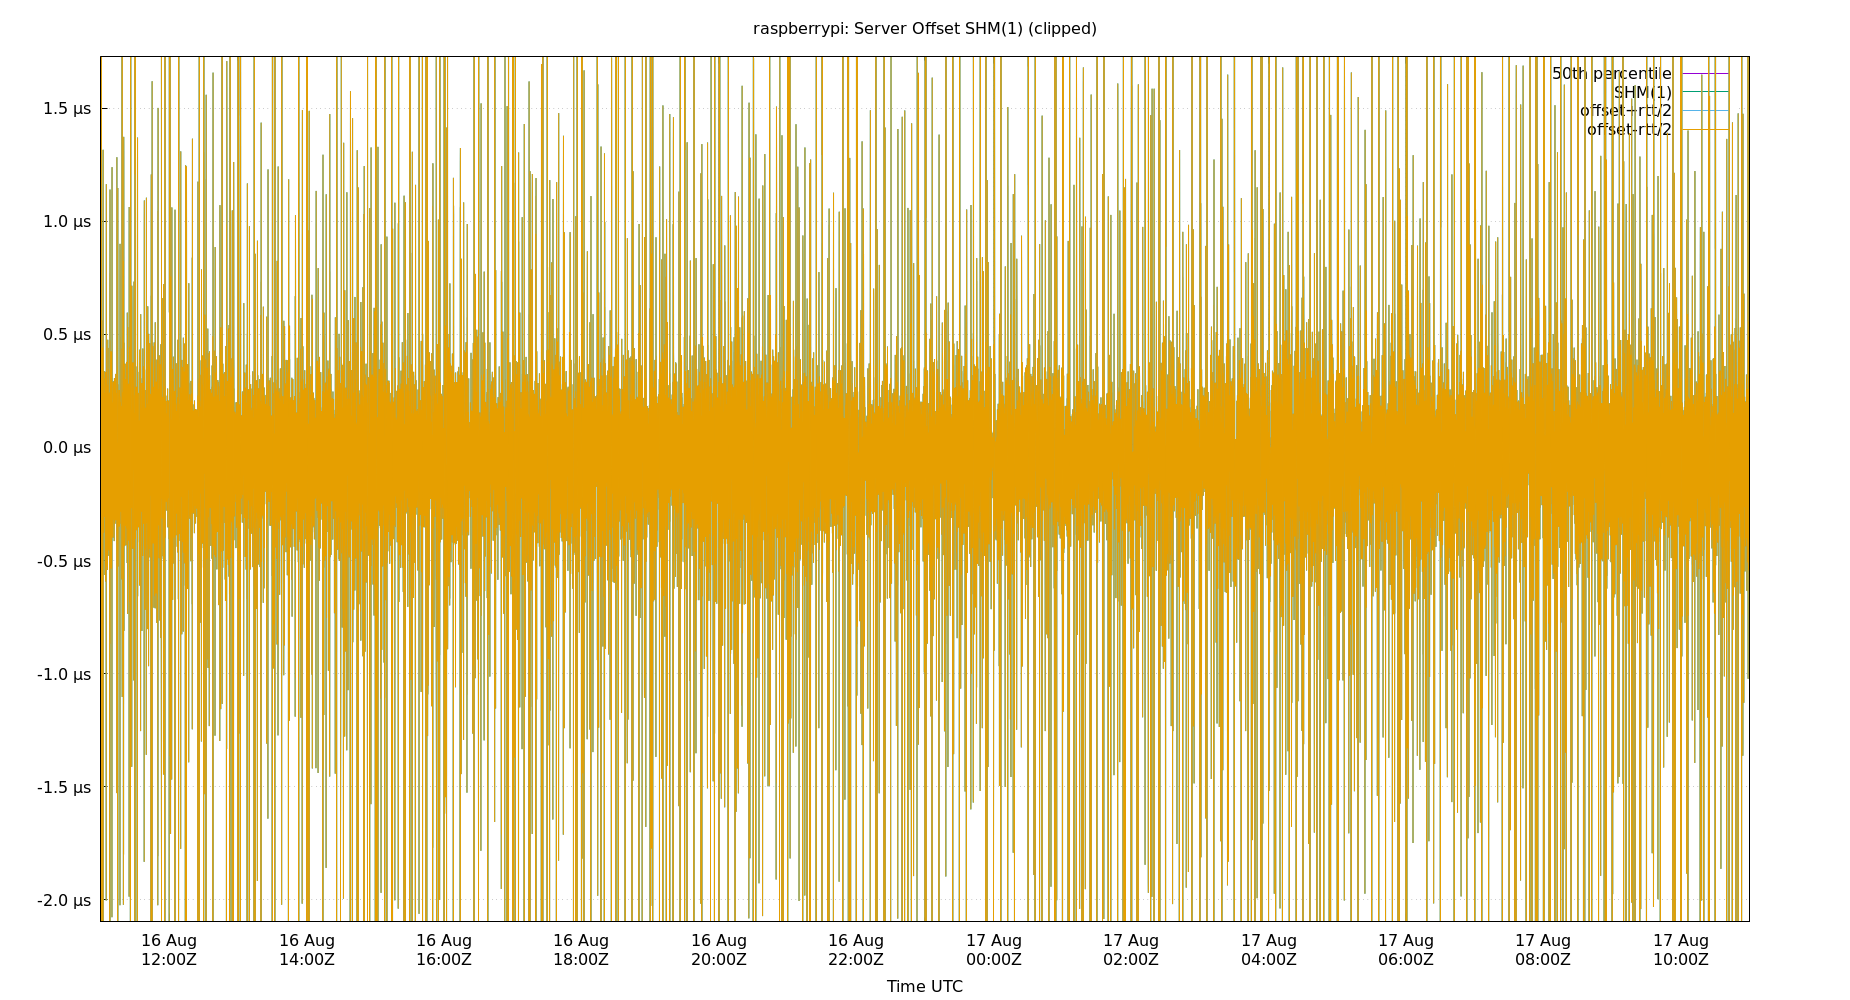 raspberrypi: Server Offset SHM(1) (clipped)
50th percentile
SHM(1)
offset+rtt/2
offset-rtt/2
1.5 µs
1.0 µs
0.5 µs
0.0 µs
-0.5 µs
-1.0 µs
-1.5 µs
-2.0 µs
16 Aug 16 Aug 16 Aug 16 Aug 16 Aug 16 Aug 17 Aug 17 Aug 17 Aug 17 Aug 17 Aug 17 Aug
12:00Z 14:00Z 16:00Z 18:00Z 20:00Z 22:00Z 00:00Z 02:00Z 04:00Z 06:00Z 08:00Z 10:00Z
Time UTC